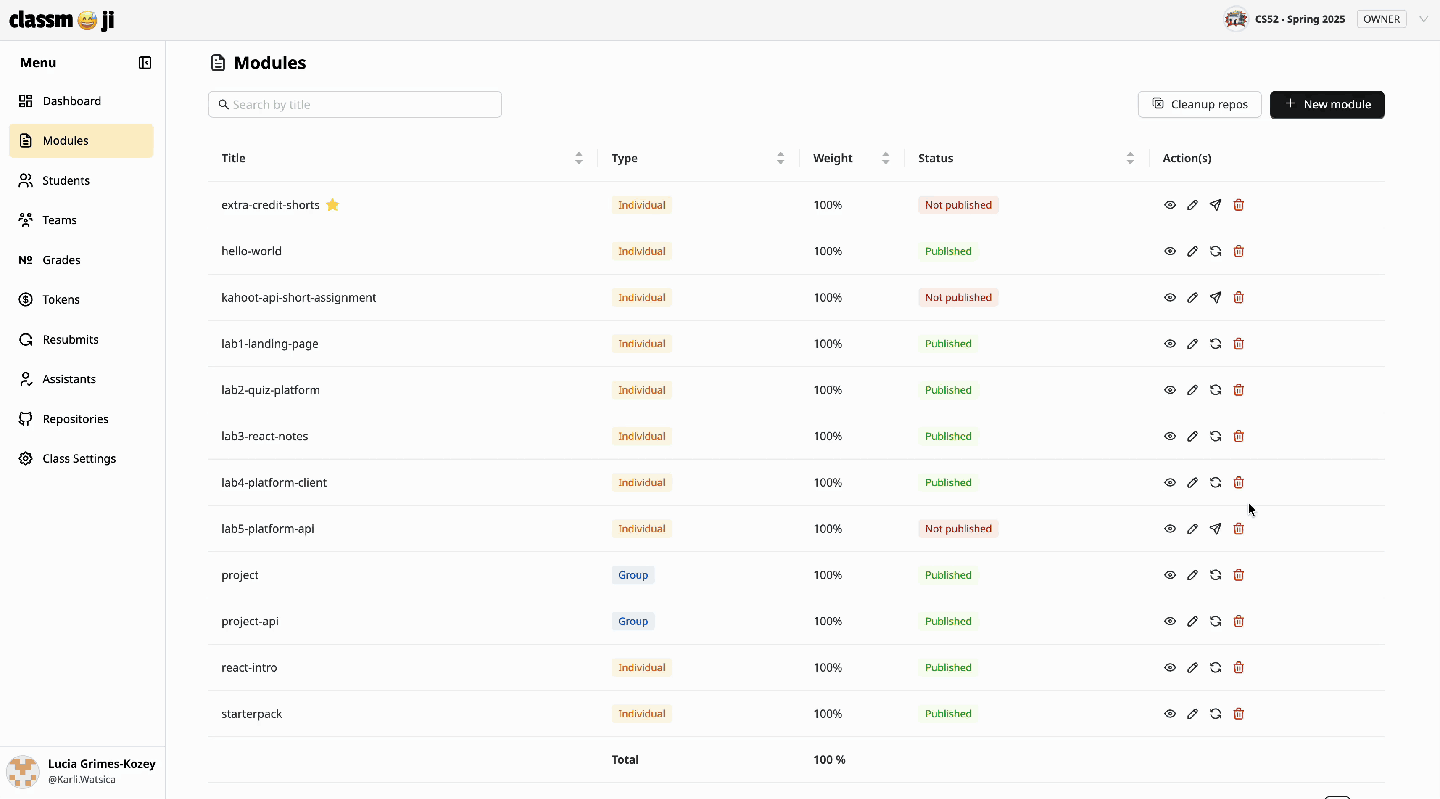 classm😅ji
CS52 - Spring 2025
OWNER
Menu
Dashboard
Modules
Students
Teams
Nº Grades
Tokens
Resubmits
Assistants
Repositories
Class Settings
Lucia Grimes-Kozey
@Karli.Watsica
Modules
Search by title
Cleanup repos
+ New module
Title Type Weight Status Action(s)
extra-credit-shorts ⭐ Individual 100% Not published
hello-world Individual 100% Published
kahoot-api-short-assignment Individual 100% Not published
lab1-landing-page Individual 100% Published
lab2-quiz-platform Individual 100% Published
lab3-react-notes Individual 100% Published
lab4-platform-client Individual 100% Published
lab5-platform-api Individual 100% Not published
project Group 100% Published
project-api Group 100% Published
react-intro Individual 100% Published
starterpack Individual 100% Published
Total 100 %